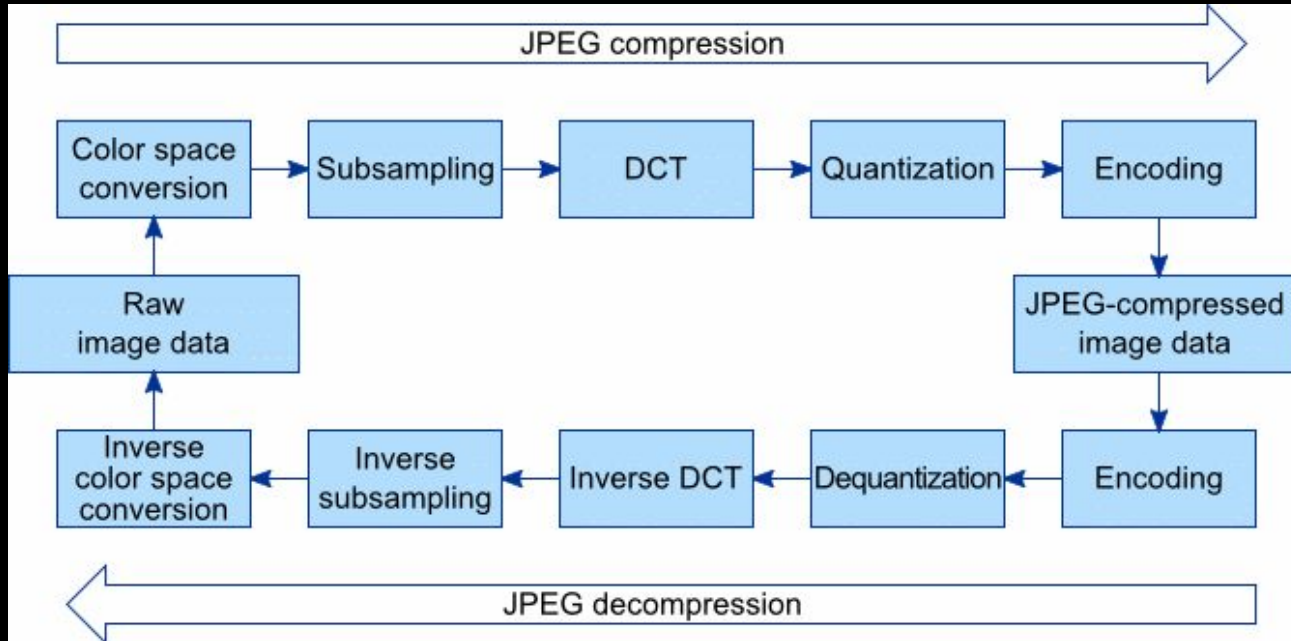 JPEG compression
Color space
conversion
Subsampling
DCT
Quantization
Encoding
Raw
image data
JPEG-compressed
image data
Inverse
color space
conversion
Inverse
subsampling
Inverse DCT
Dequantization
Encoding
JPEG decompression